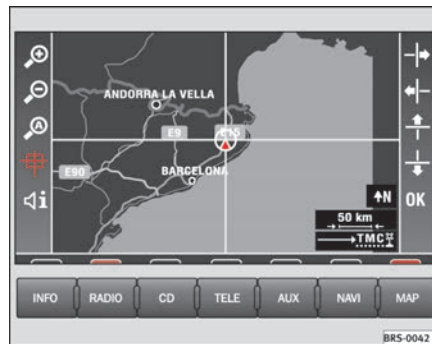 ANDORRA LA VELLA
E9
E15
E90
BARCELONA
A
i
N
50 km
TMC
OK
INFO
RADIO
CD
TELE
AUX
NAVI
MAP
BRS-0042